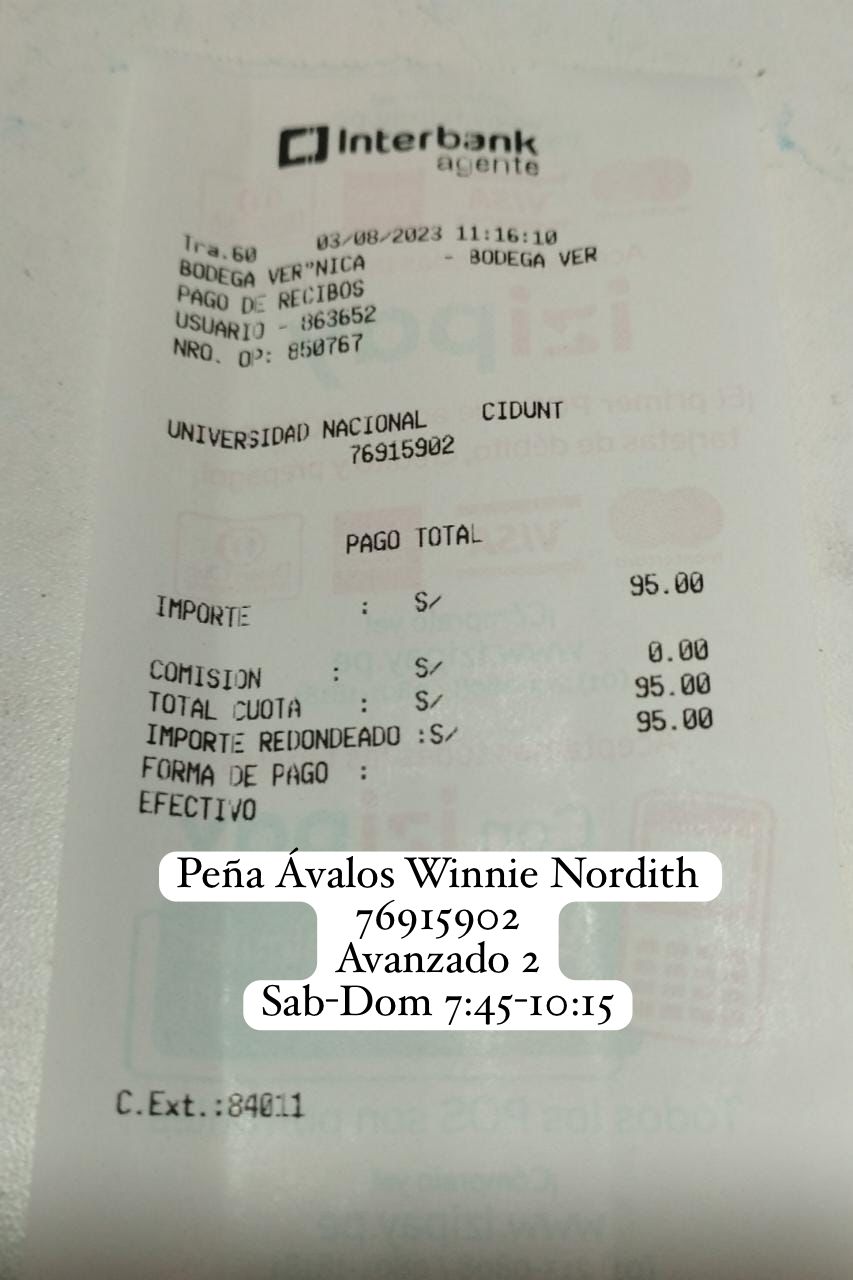 Interbank
agente
Tra.60 03/08/2023 11:16:10
BODEGA VER"NICA - BODEGA VER
PAGO DE RECIBOS
USUARIO - 863652
NRO. OP: 850767
UNIVERSIDAD NACIONAL CIDUNT
76915902
PAGO TOTAL
IMPORTE : S/ 95.00
COMISION : S/ 0.00
TOTAL CUOTA : S/ 95.00
IMPORTE REDONDEADO :S/ 95.00
FORMA DE PAGO :
EFECTIVO
Peña Ávalos Winnie Nordith
76915902
Avanzado 2
Sab-Dom 7:45-10:15
C.Ext.:84011